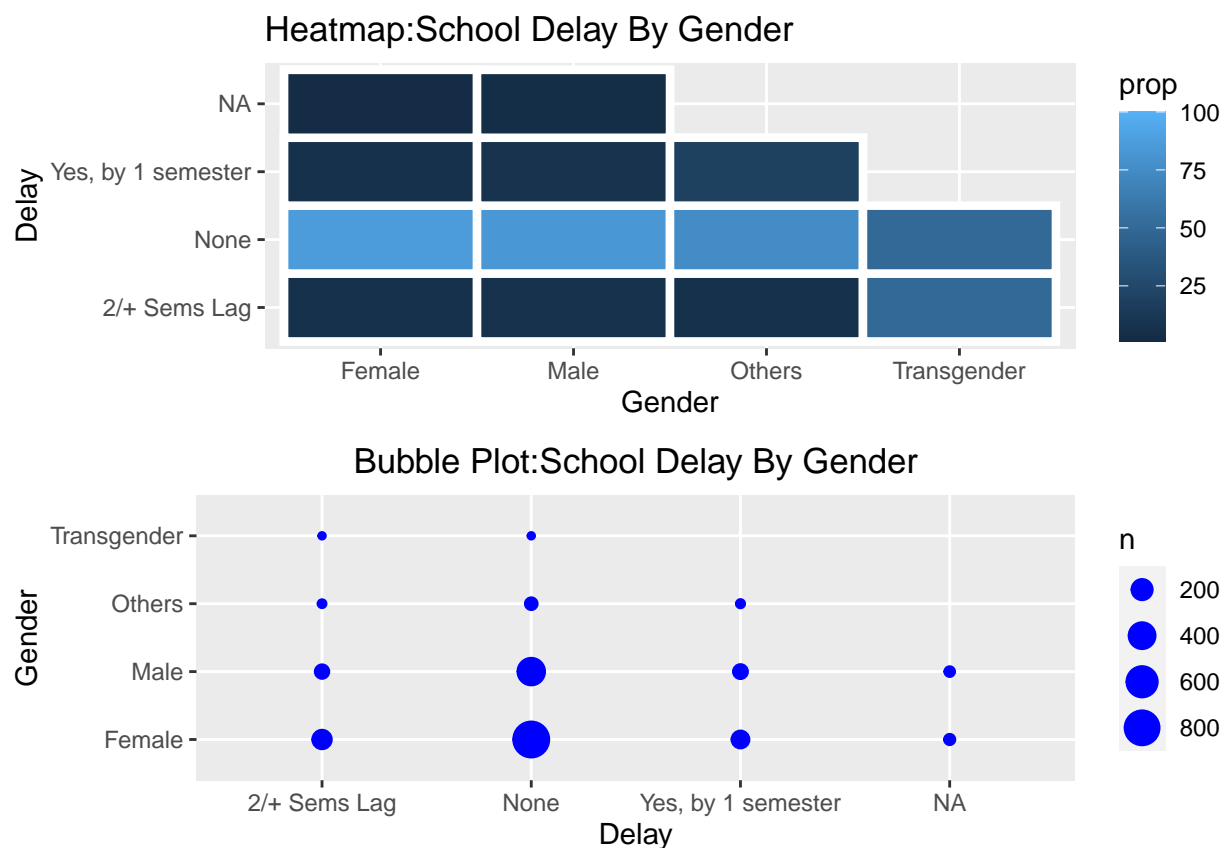 Heatmap:School Delay By Gender
Delay
NA
Yes, by 1 semester
None
2/+ Sems Lag
Female Male Others Transgender
Gender
prop
100
75
50
25
Bubble Plot:School Delay By Gender
Gender
Transgender
Others
Male
Female
2/+ Sems Lag None Yes, by 1 semester NA
Delay
n
200
400
600
800